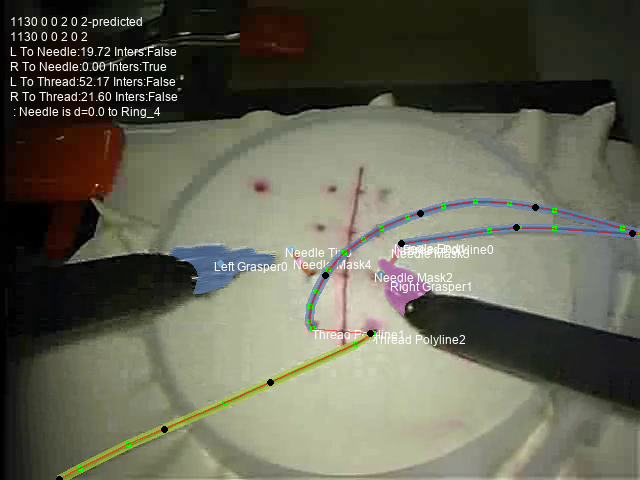 1130 0 0 2 0 2-predicted
1130 0 0 2 0 2
L To Needle:19.72 Inters:False
R To Needle:0.00 Inters:True
L To Thread:52.17 Inters:False
R To Thread:21.60 Inters:False
: Needle is d=0.0 to Ring_4
Left Grasper0
Needle Mask4
Needle Mask2
Right Grasper1
Thread Polyline1
Thread Polyline2